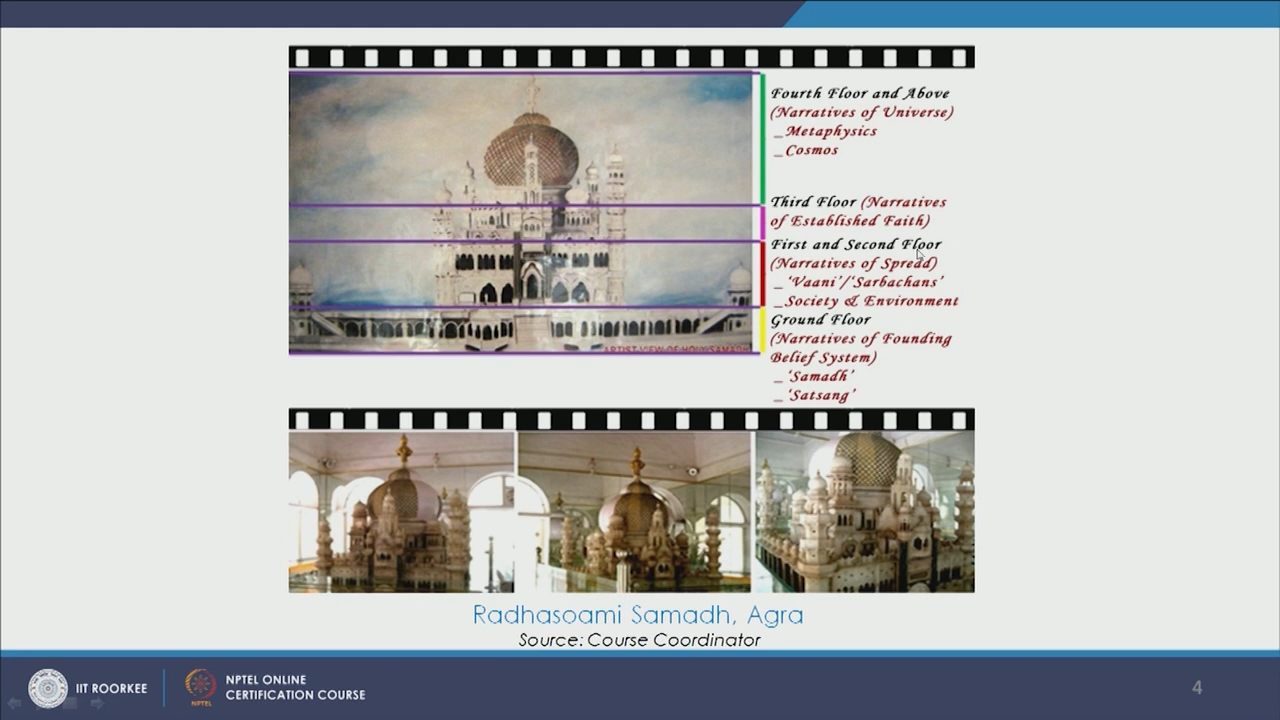 Fourth Floor and Above
(Narratives of Universe)
_Metaphysics
_Cosmos
Third Floor (Narratives
of Established Faith)
First and Second Floor
(Narratives of Spread)
_ 'Vaani'/'Sarbachans'
_Society & Environment
Ground Floor
(Narratives of Founding
Belief System)
_ 'Samadh'
_ 'Satsang'
ARTIST VIEW OF HOLY SAMADH
Radhasoami Samadh, Agra
Source: Course Coordinator
IIT ROORKEE
NPTEL
NPTEL ONLINE
CERTIFICATION COURSE
4